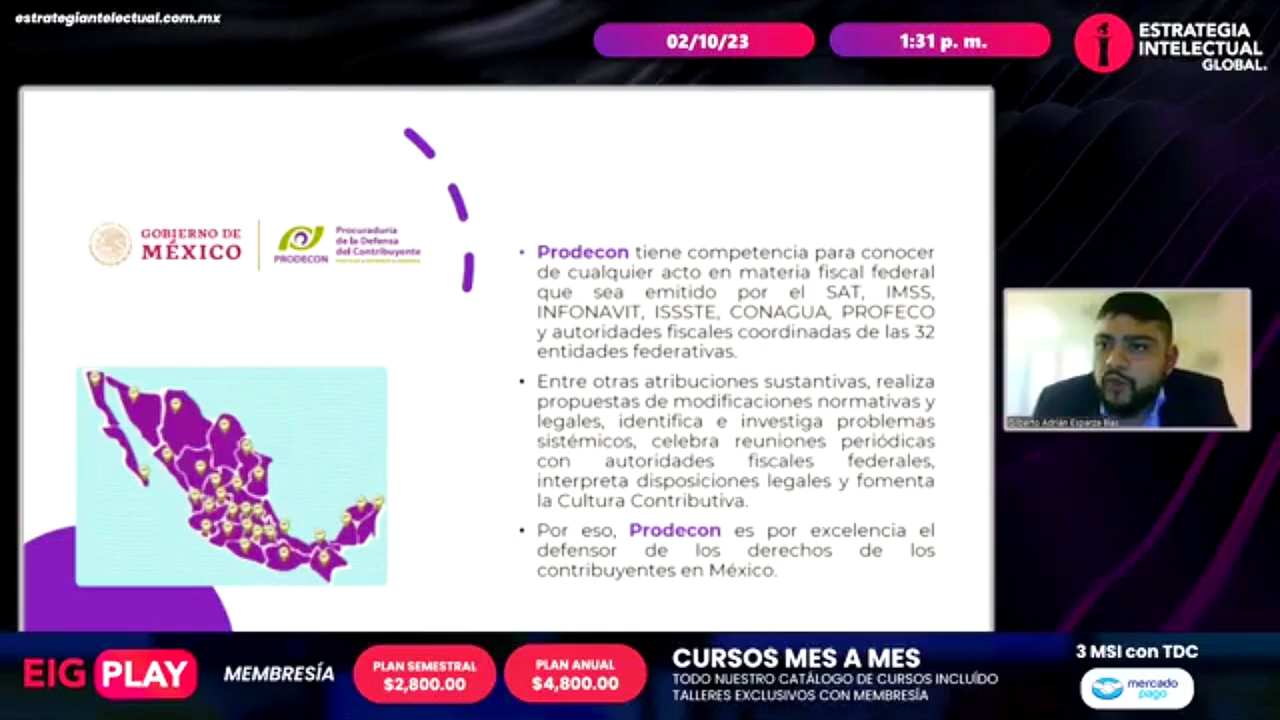 estrategiantelectual.com.mx
02/10/23
1:31 p. m.
ESTRATEGIA
INTELECTUAL
GLOBAL.
GOBIERNO DE
MÉXICO
PRODECON
Procuraduría
de la Defensa
del Contribuyente
• Prodecon tiene competencia para conocer
de cualquier acto en materia fiscal federal
que sea emitido por el SAT, IMSS,
INFONAVIT, ISSSTE, CONAGUA, PROFECO
y autoridades fiscales coordinadas de las 32
entidades federativas.
• Entre otras atribuciones sustantivas, realiza
propuestas de modificaciones normativas y
legales, identifica e investiga problemas
sistémicos, celebra reuniones periódicas
con autoridades fiscales federales,
interpreta disposiciones legales y fomenta
la Cultura Contributiva.
• Por eso, Prodecon es por excelencia el
defensor de los derechos de los
contribuyentes en México.
Gilberto Adrián Esparza Rias
EIG PLAY
MEMBRESÍA
PLAN SEMESTRAL
$2,800.00
PLAN ANUAL
$4,800.00
CURSOS MES A MES
TODO NUESTRO CATÁLOGO DE CURSOS INCLUÍDO
TALLERES EXCLUSIVOS CON MEMBRESÍA
3 MSI con TDC
mercado
pago